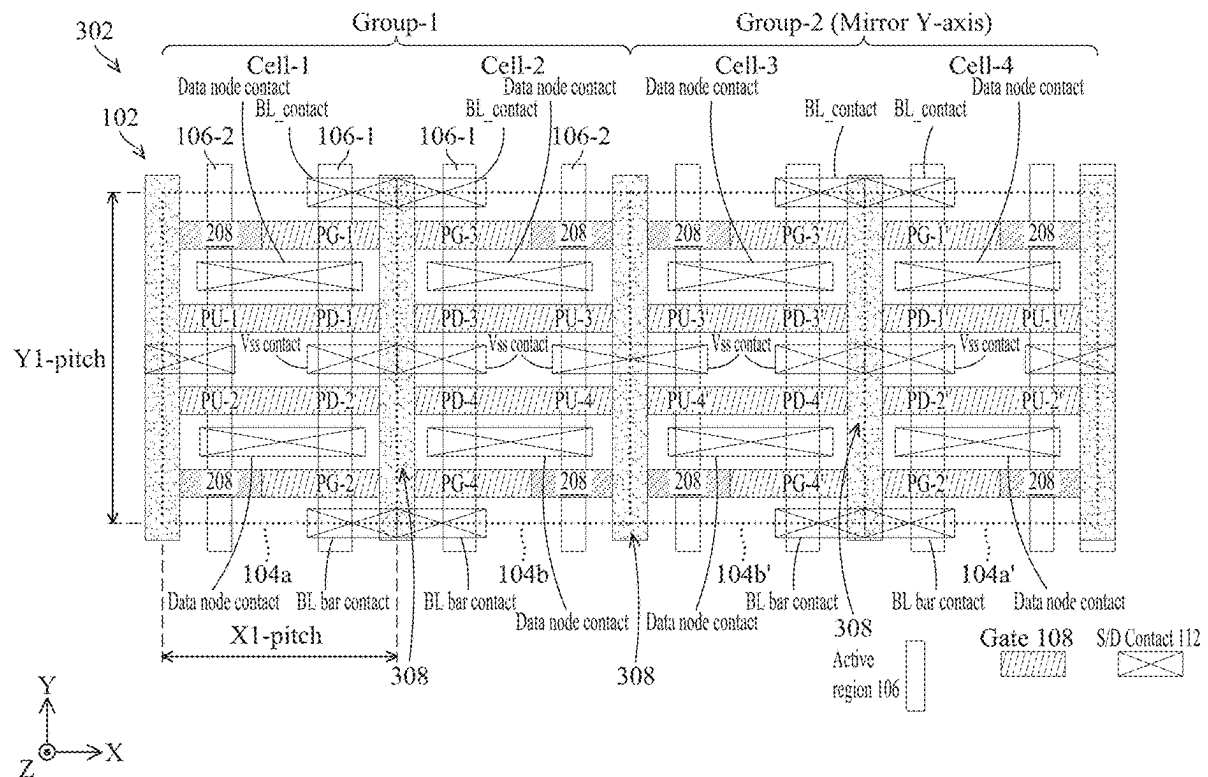 302
Group-1
Group-2 (Mirror Y-axis)
Cell-1
Cell-2
Cell-3
Cell-4
Data node contact
Data node contact
Data node contact
Data node contact
BL_contact
BL_contact
BL_contact
BL_contact
102
106-2
106-1
106-1
106-2
208
PG-1
PG-3
208
208
PG-3'
PG-1'
208
PU-1
PD-1
PD-3
PU-3
PU-3
PD-3'
PD-1'
PU-1'
Y1-pitch
Vss contact
Vss contact
Vss contact
Vss contact
PU-2
PD-2
PD-4
PU-4
PU-4
PD-4'
PD-2'
PU-2'
208
PG-2
PG-4
208
208
PG-4'
PG-2'
208
308
104a
104b
104b'
104a'
Data node contact
BL bar contact
BL bar contact
Data node contact
Data node contact
BL bar contact
BL bar contact
Data node contact
X1-pitch
308
308
308
Active
region 106
Gate 108
S/D Contact 112
Y
Z
X